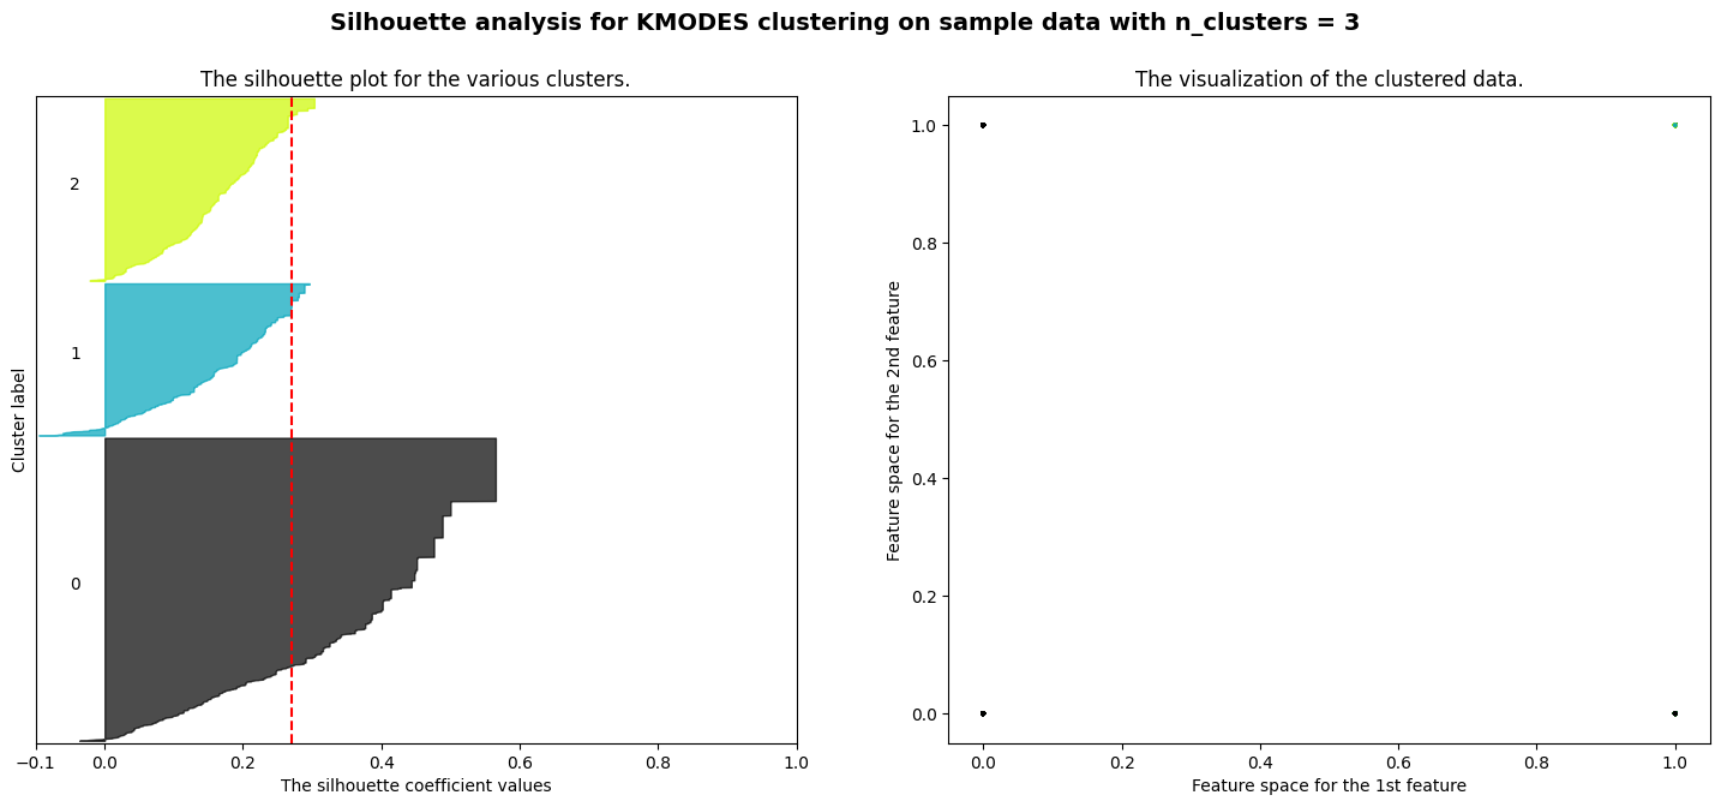 Silhouette analysis for KMODES clustering on sample data with n_clusters = 3
The silhouette plot for the various clusters.
2
1
0
Cluster label
−0.1 0.0 0.2 0.4 0.6 0.8 1.0
The silhouette coefficient values
The visualization of the clustered data.
1.0
0.8
0.6
0.4
0.2
0.0
Feature space for the 2nd feature
0.0 0.2 0.4 0.6 0.8 1.0
Feature space for the 1st feature